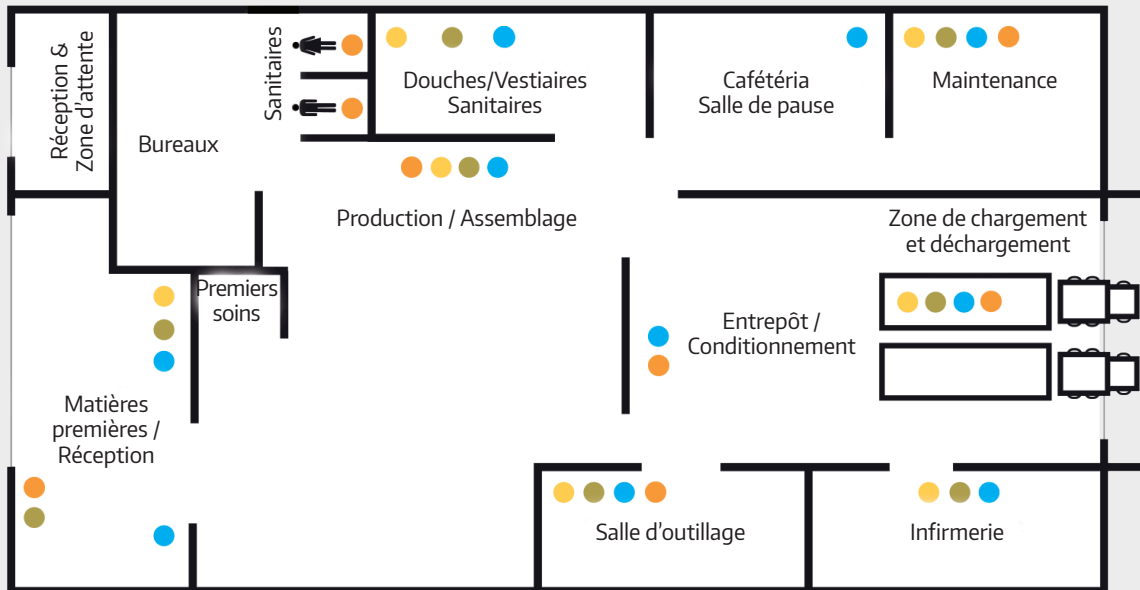 Réception &
Zone d'attente
Bureaux
Sanitaires
Douches/Vestiaires
Sanitaires
Cafétéria
Salle de pause
Maintenance
Production / Assemblage
Zone de chargement
et déchargement
Premiers
soins
Entrepôt /
Conditionnement
Matières
premières /
Réception
Salle d'outillage
Infirmerie